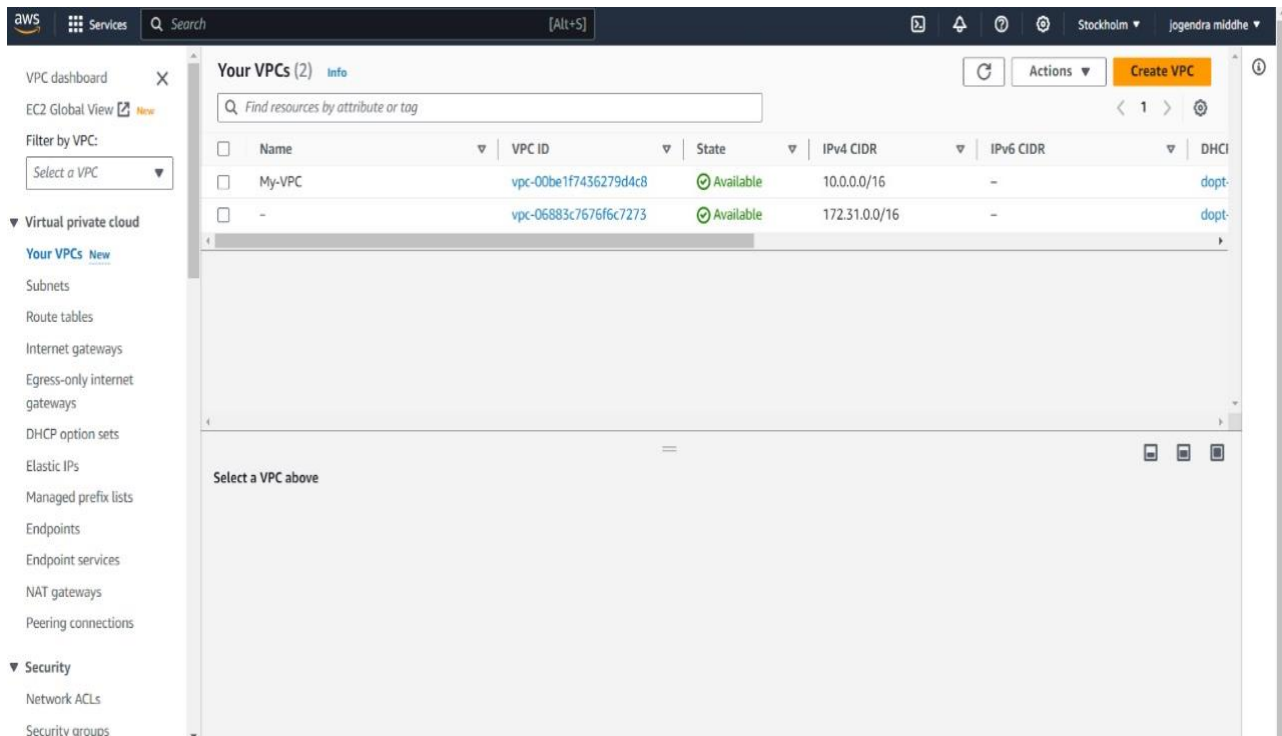 aws Services Search [Alt+S] Stockholm jogendra middhe
VPC dashboard
EC2 Global View New
Filter by VPC:
Select a VPC
Virtual private cloud
Your VPCs New
Subnets
Route tables
Internet gateways
Egress-only internet
gateways
DHCP option sets
Elastic IPs
Managed prefix lists
Endpoints
Endpoint services
NAT gateways
Peering connections
Security
Network ACLs
Security groups
Your VPCs (2) Info Actions Create VPC
Find resources by attribute or tag 1
Name VPC ID State IPv4 CIDR IPv6 CIDR DHCP
My-VPC vpc-00be1f7436279d4c8 Available 10.0.0.0/16 – dopt-
– vpc-06883c7676f6c7273 Available 172.31.0.0/16 – dopt-
Select a VPC above